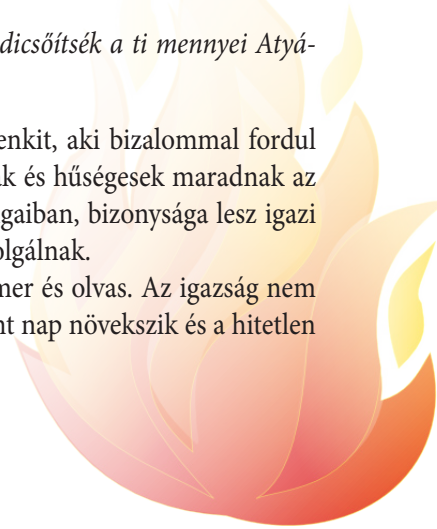 dicsőítsék a ti mennyei Atyá-
enkit, aki bizalommal fordul
ak és hűségesek maradnak az
gaiban, bizonysága lesz igazi
olgálnak.
mer és olvas. Az igazság nem
nt nap növekszik és a hitetlen